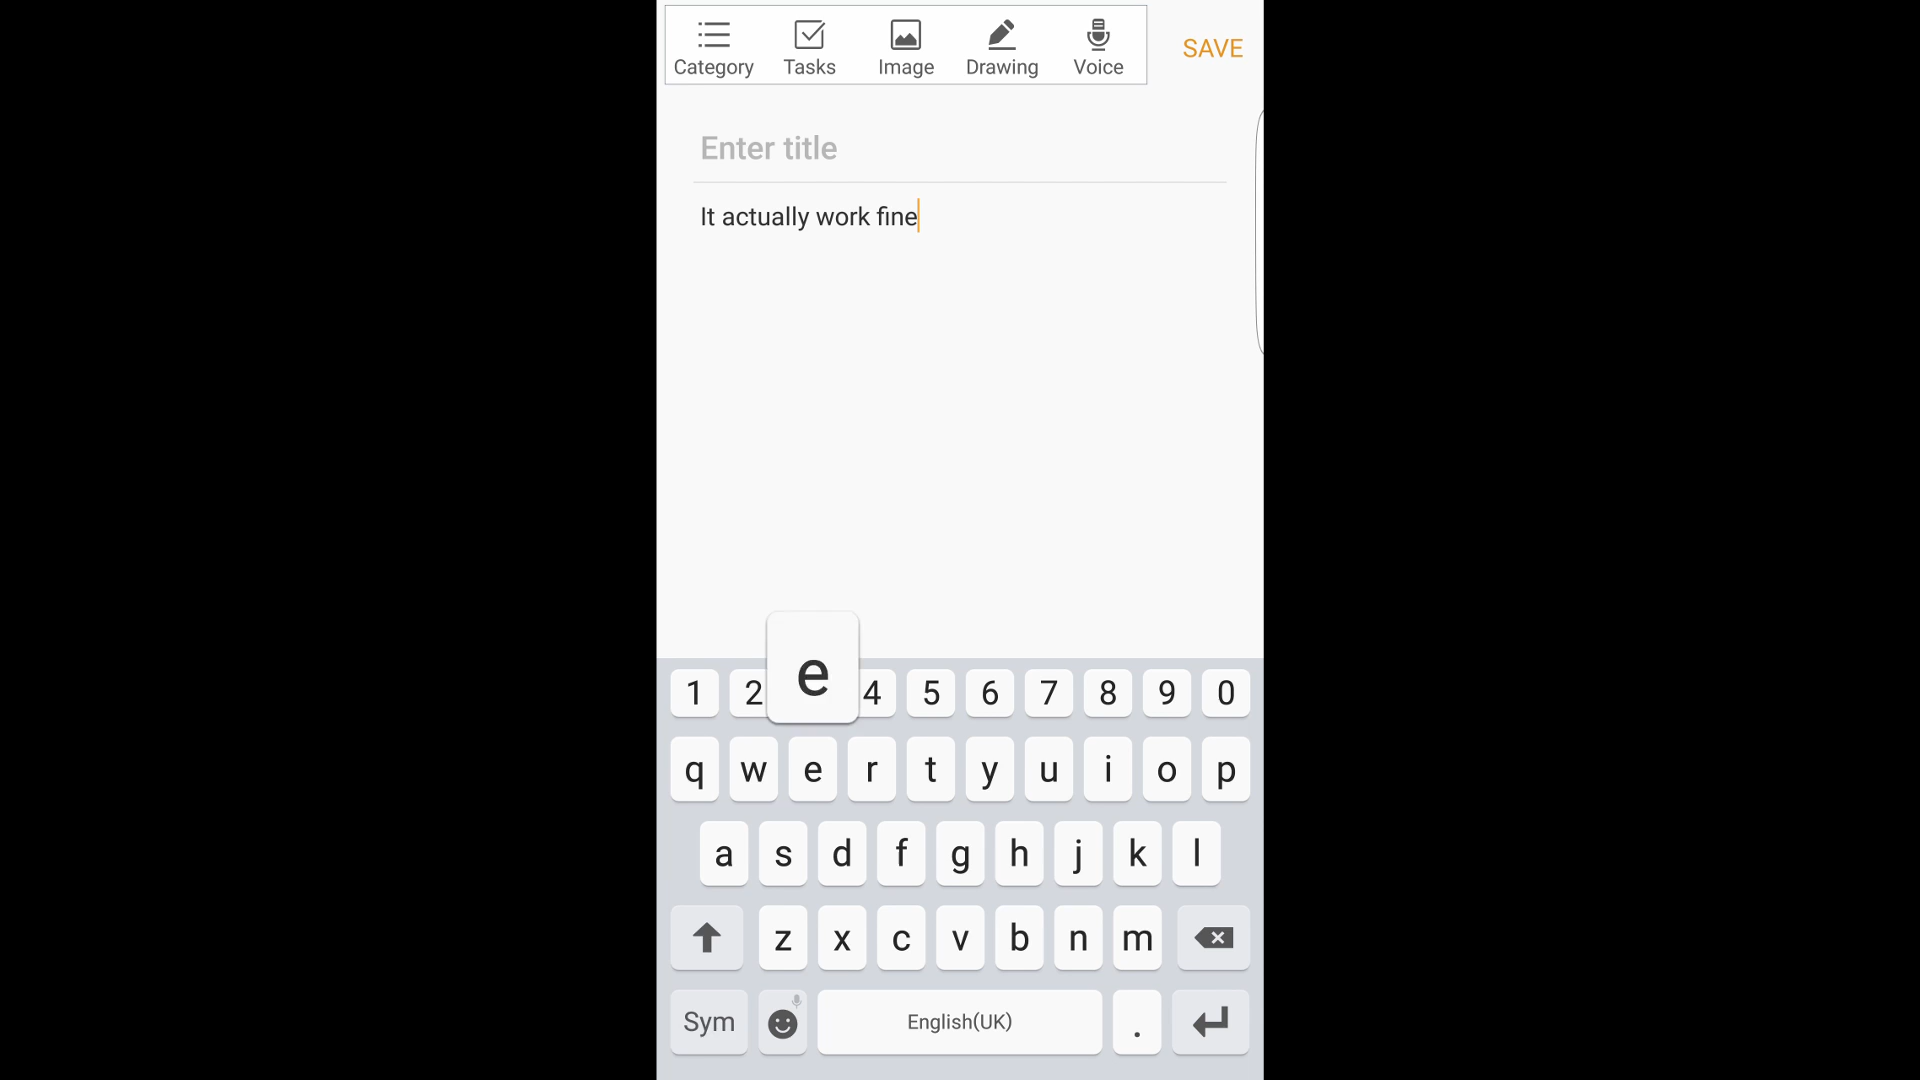 Category Tasks Image Drawing Voice SAVE
Enter title
It actually work fine
e
1 2 4 5 6 7 8 9 0
q w e r t y u i o p
a s d f g h j k l
z x c v b n m
Sym English(UK) .